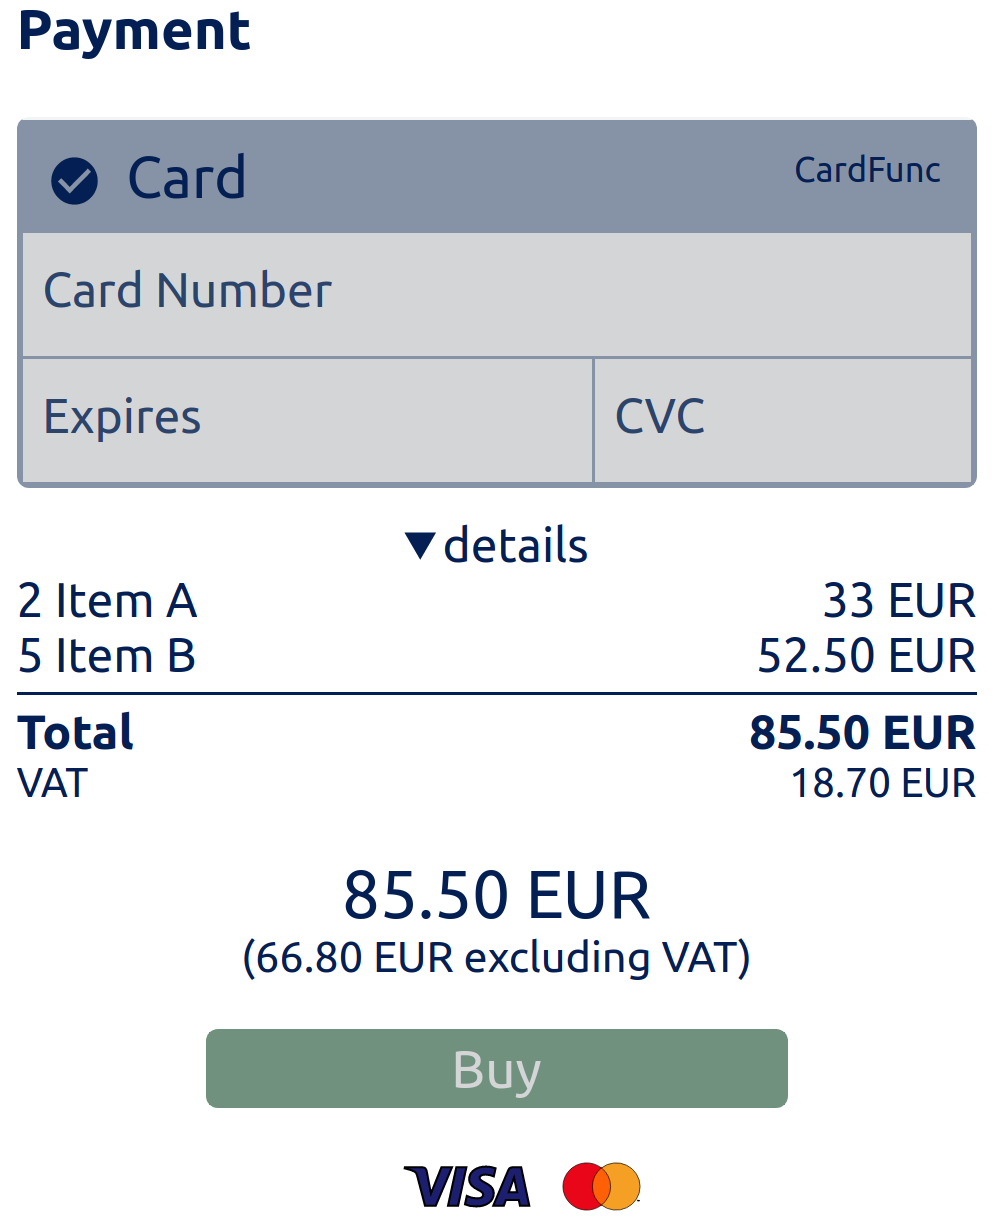 Payment
Card CardFunc
Card Number
Expires CVC
▼details
2 Item A 33 EUR
5 Item B 52.50 EUR
Total 85.50 EUR
VAT 18.70 EUR
85.50 EUR
(66.80 EUR excluding VAT)
Buy
VISA